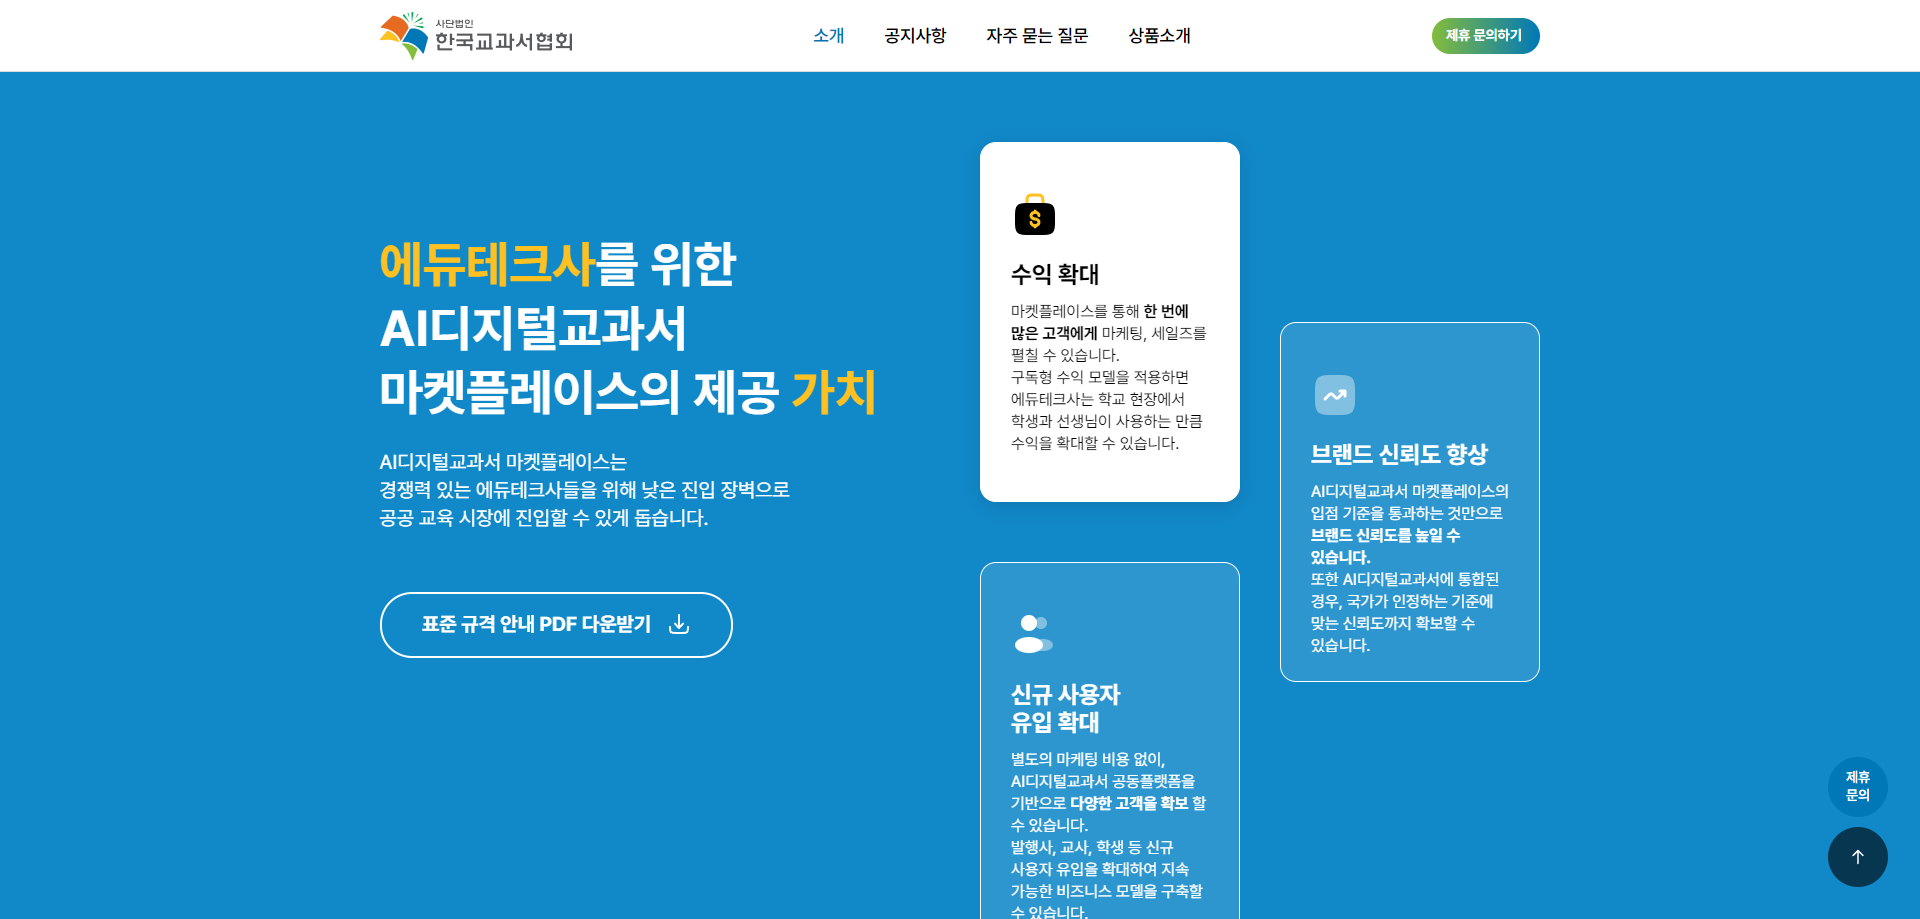 사단법인
한국교과서협회
소개
공지사항
자주 묻는 질문
상품소개
제휴 문의하기
에듀테크사를 위한
AI디지털교과서
마켓플레이스의 제공 가치
AI디지털교과서 마켓플레이스는
경쟁력 있는 에듀테크사들을 위해 낮은 진입 장벽으로
공공 교육 시장에 진입할 수 있게 돕습니다.
표준 규격 안내 PDF 다운받기
수익 확대
마켓플레이스를 통해 한 번에
많은 고객에게 마케팅, 세일즈를
펼칠 수 있습니다.
구독형 수익 모델을 적용하면
에듀테크사는 학교 현장에서
학생과 선생님이 사용하는 만큼
수익을 확대할 수 있습니다.
브랜드 신뢰도 향상
AI디지털교과서 마켓플레이스의
입점 기준을 통과하는 것만으로
브랜드 신뢰도를 높일 수
있습니다.
또한 AI디지털교과서에 통합된
경우, 국가가 인정하는 기준에
맞는 신뢰도까지 확보할 수
있습니다.
신규 사용자
유입 확대
별도의 마케팅 비용 없이,
AI디지털교과서 공동플랫폼을
기반으로 다양한 고객을 확보 할
수 있습니다.
발행사, 교사, 학생 등 신규
사용자 유입을 확대하여 지속
가능한 비즈니스 모델을 구축할
수 있습니다.
제휴
문의